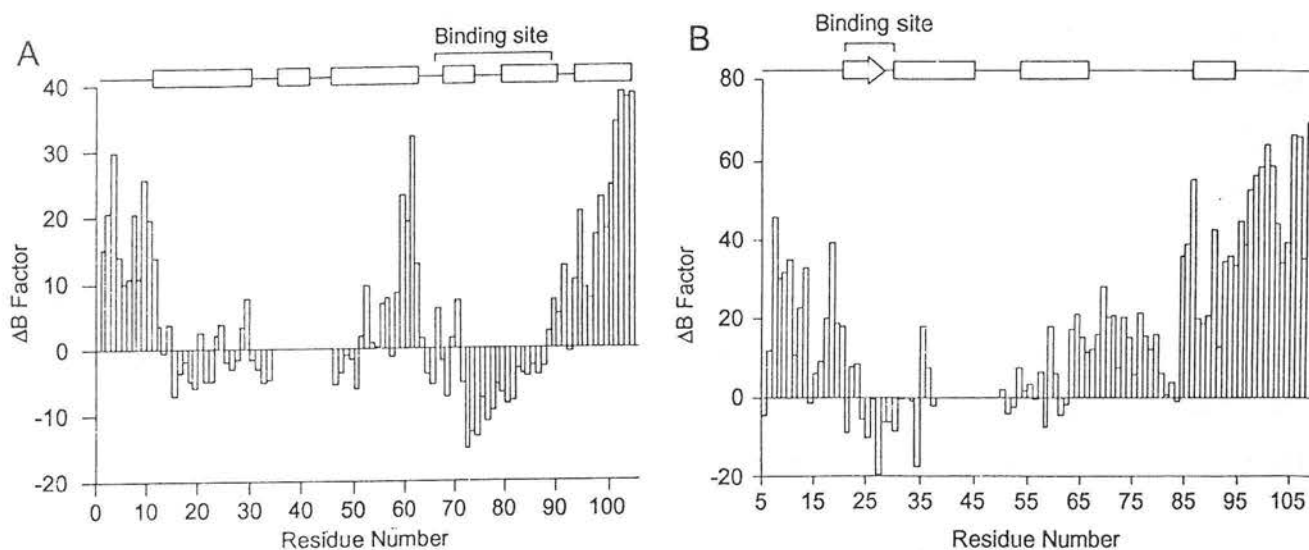 A
Binding site
40
30
20
10
0
-10
-20
ΔB Factor
0 10 20 30 40 50 60 70 80 90 100
Residue Number
B
Binding site
80
60
40
20
0
-20
ΔB Factor
5 15 25 35 45 55 65 75 85 95 105
Residue Number